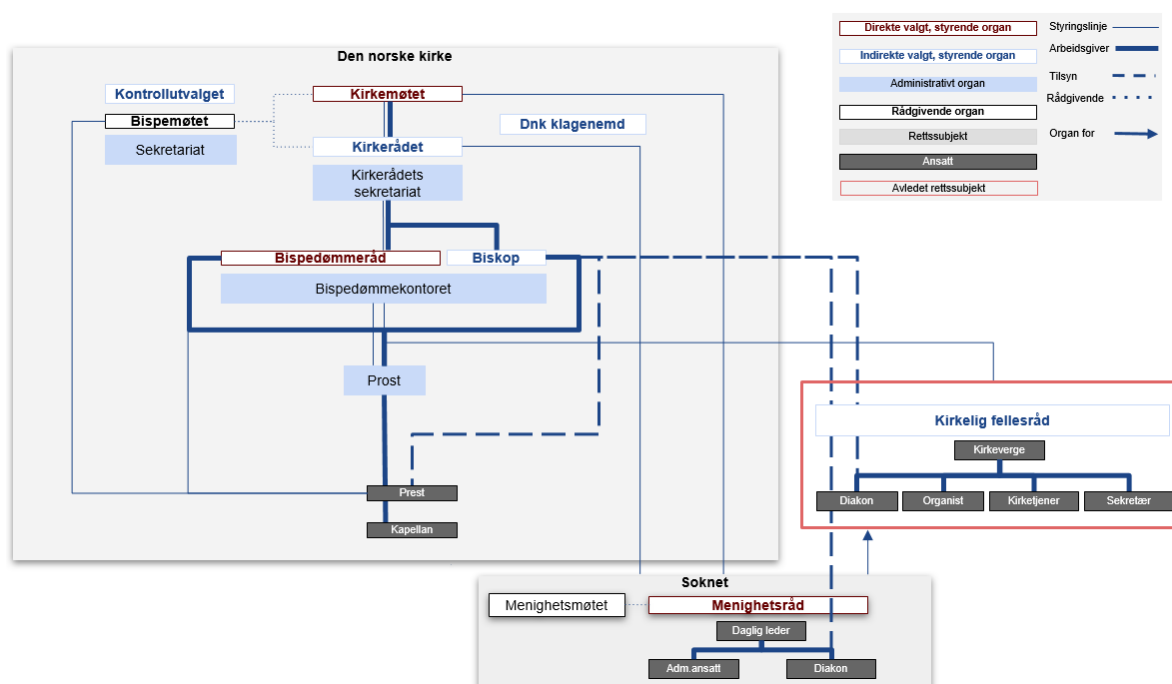 Den norske kirke
Kontrollutvalget
Bispemøtet
Sekretariat
Kirkemøtet
Dnk klagenemd
Kirkerådet
Kirkerådets
sekretariat
Bispedømmeråd
Biskop
Bispedømmekontoret
Prost
Prest
Kapellan
Direkte valgt, styrende organ
Indirekte valgt, styrende organ
Administrativt organ
Rådgivende organ
Rettssubjekt
Ansatt
Avledet rettssubjekt
Styringslinje
Arbeidsgiver
Tilsyn
Rådgivende
Organ for
Kirkelig fellesråd
Kirkeverge
Diakon
Organist
Kirketjener
Sekretær
Soknet
Menighetsmøtet
Menighetsråd
Daglig leder
Adm.ansatt
Diakon